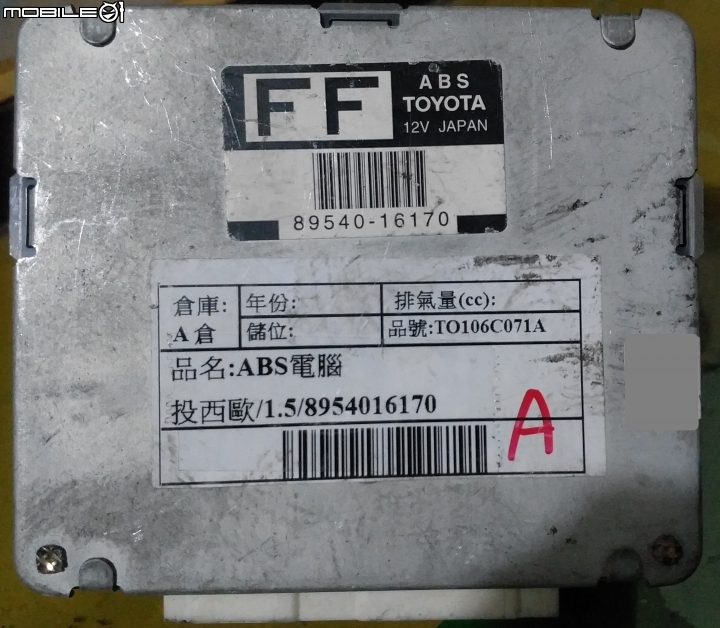 MOBILE01
FF
ABS
TOYOTA
12V JAPAN
89540-16170
倉庫:
A 倉
年份:
儲位:
排氣量(cc):
品號:TO106C071A
品名:ABS電腦
投西歐/1.5/8954016170
A